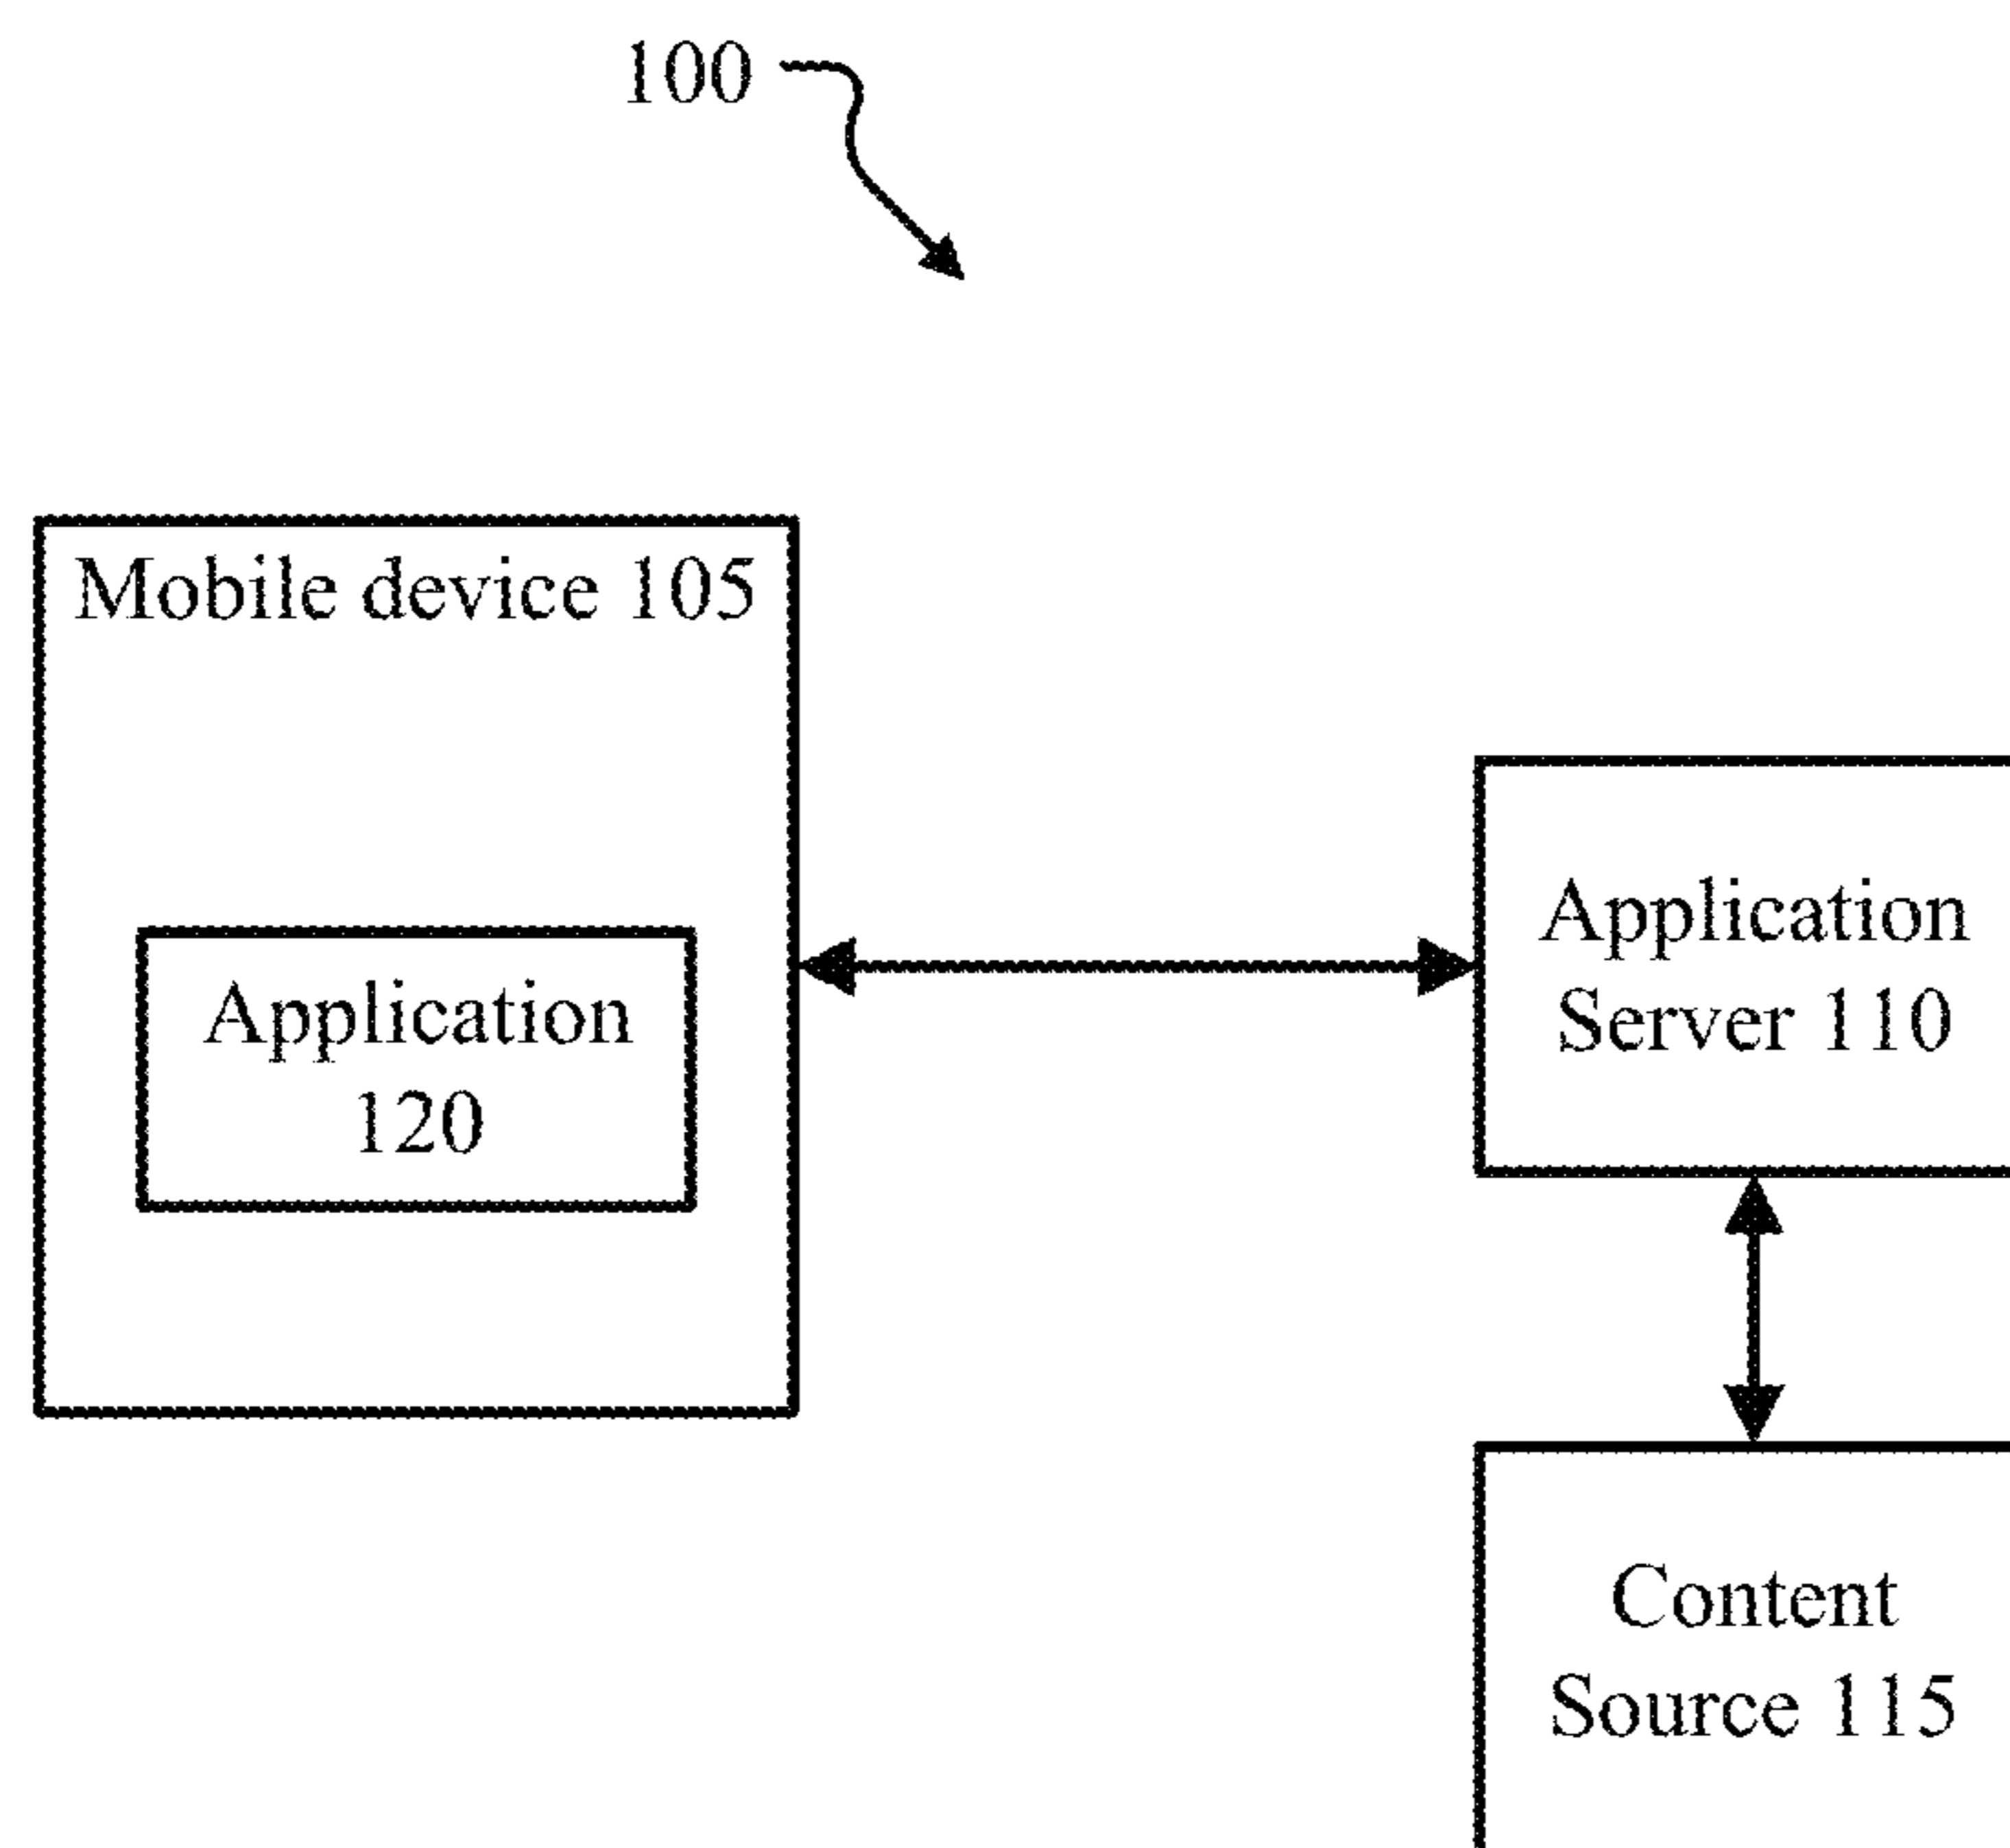 100
Mobile device 105
Application
120
Application
Server 110
Content
Source 115